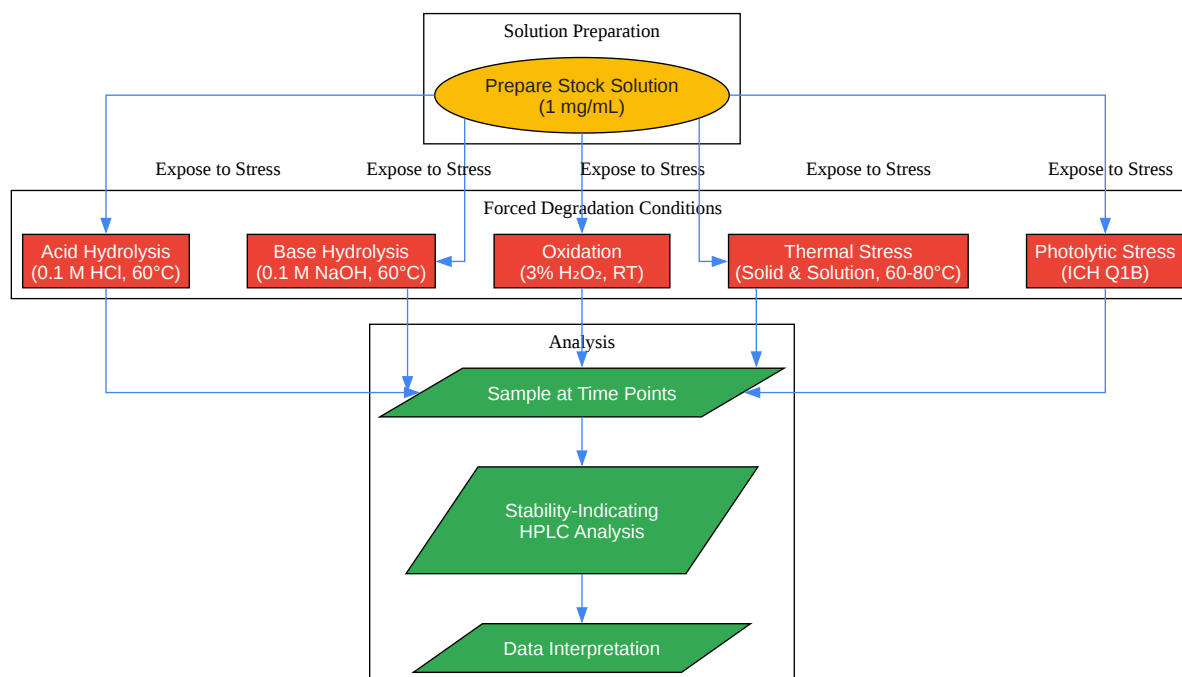 Solution Preparation
Prepare Stock Solution
(1 mg/mL)
Expose to Stress
Expose to Stress
Expose to Stress
Expose to Stress
Expose to Stress
Forced Degradation Conditions
Acid Hydrolysis
(0.1 M HCl, 60°C)
Base Hydrolysis
(0.1 M NaOH, 60°C)
Oxidation
(3% H₂O₂, RT)
Thermal Stress
(Solid & Solution, 60-80°C)
Photolytic Stress
(ICH Q1B)
Analysis
Sample at Time Points
Stability-Indicating
HPLC Analysis
Data Interpretation